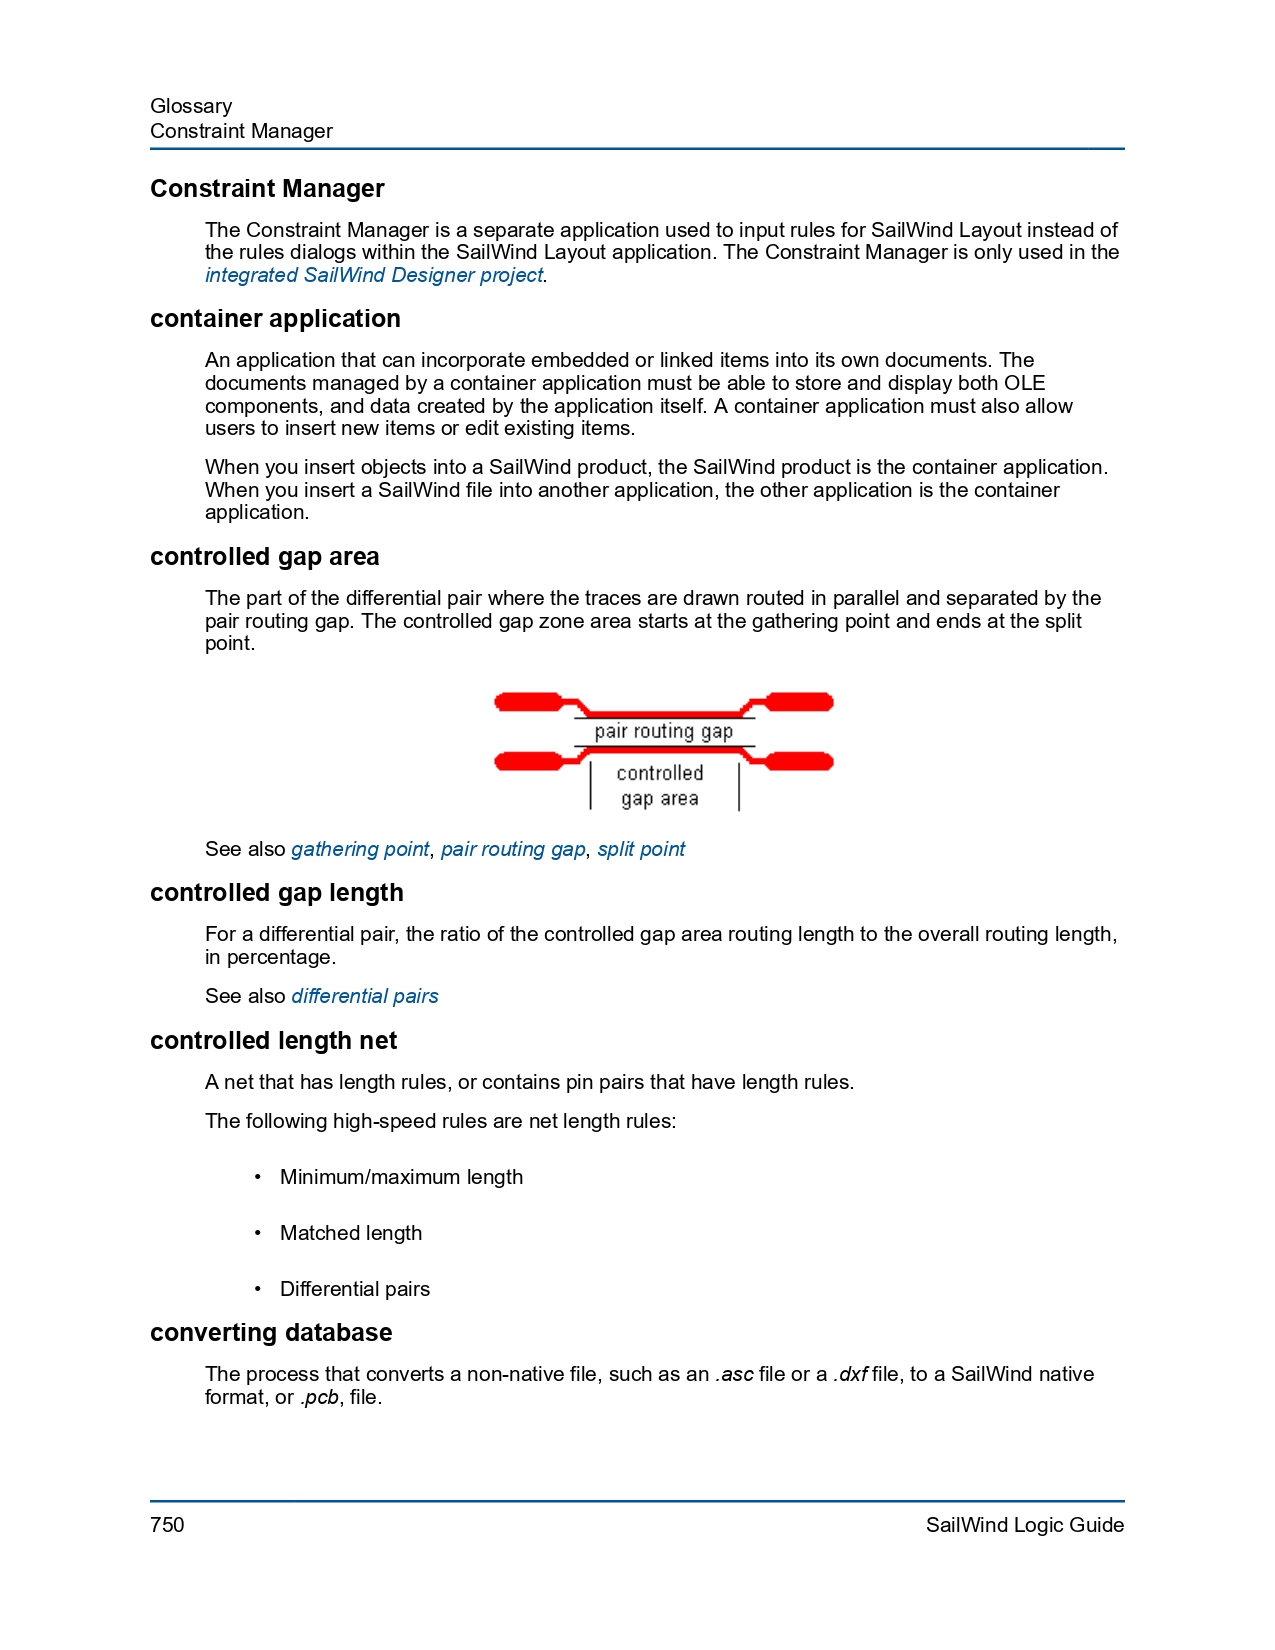 Glossary
Constraint Manager
Constraint Manager
The Constraint Manager is a separate application used to input rules for SailWind Layout instead of
the rules dialogs within the SailWind Layout application. The Constraint Manager is only used in the
integrated SailWind Designer project.
container application
An application that can incorporate embedded or linked items into its own documents. The
documents managed by a container application must be able to store and display both OLE
components, and data created by the application itself. A container application must also allow
users to insert new items or edit existing items.
When you insert objects into a SailWind product, the SailWind product is the container application.
When you insert a SailWind file into another application, the other application is the container
application.
controlled gap area
The part of the differential pair where the traces are drawn routed in parallel and separated by the
pair routing gap. The controlled gap zone area starts at the gathering point and ends at the split
point.
pair routing gap
controlled
gap area
See also gathering point, pair routing gap, split point
controlled gap length
For a differential pair, the ratio of the controlled gap area routing length to the overall routing length,
in percentage.
See also differential pairs
controlled length net
A net that has length rules, or contains pin pairs that have length rules.
The following high-speed rules are net length rules:
• Minimum/maximum length
• Matched length
• Differential pairs
converting database
The process that converts a non-native file, such as an .asc file or a .dxf file, to a SailWind native
format, or .pcb, file.
750 SailWind Logic Guide